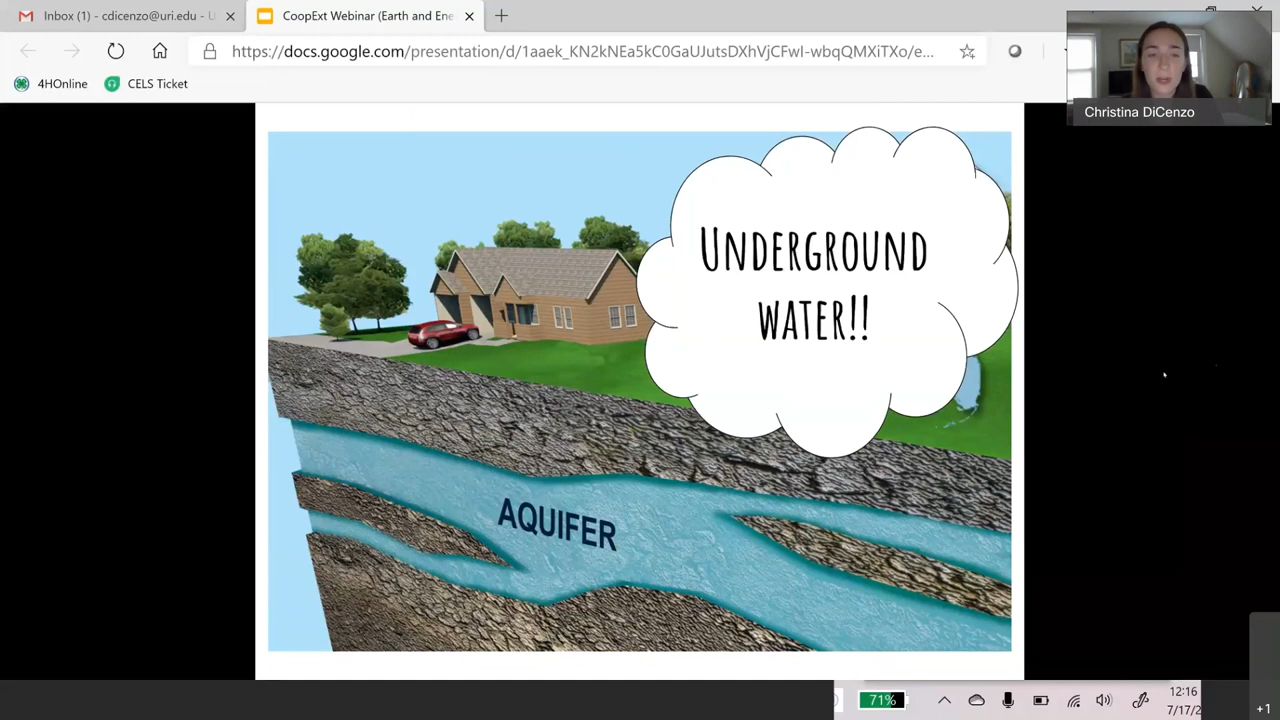 Inbox (1) - cdicenzo@uri.edu - U
CoopExt Webinar (Earth and Ene
https://docs.google.com/presentation/d/1aaek_KN2kNEa5kC0GaUJutsDXhVjCFwI-wbqQMXiTXo/e...
4HOnline
CELS Ticket
Christina DiCenzo
UNDERGROUND
WATER!!
AQUIFER
71%
12:16
7/17/2
+1